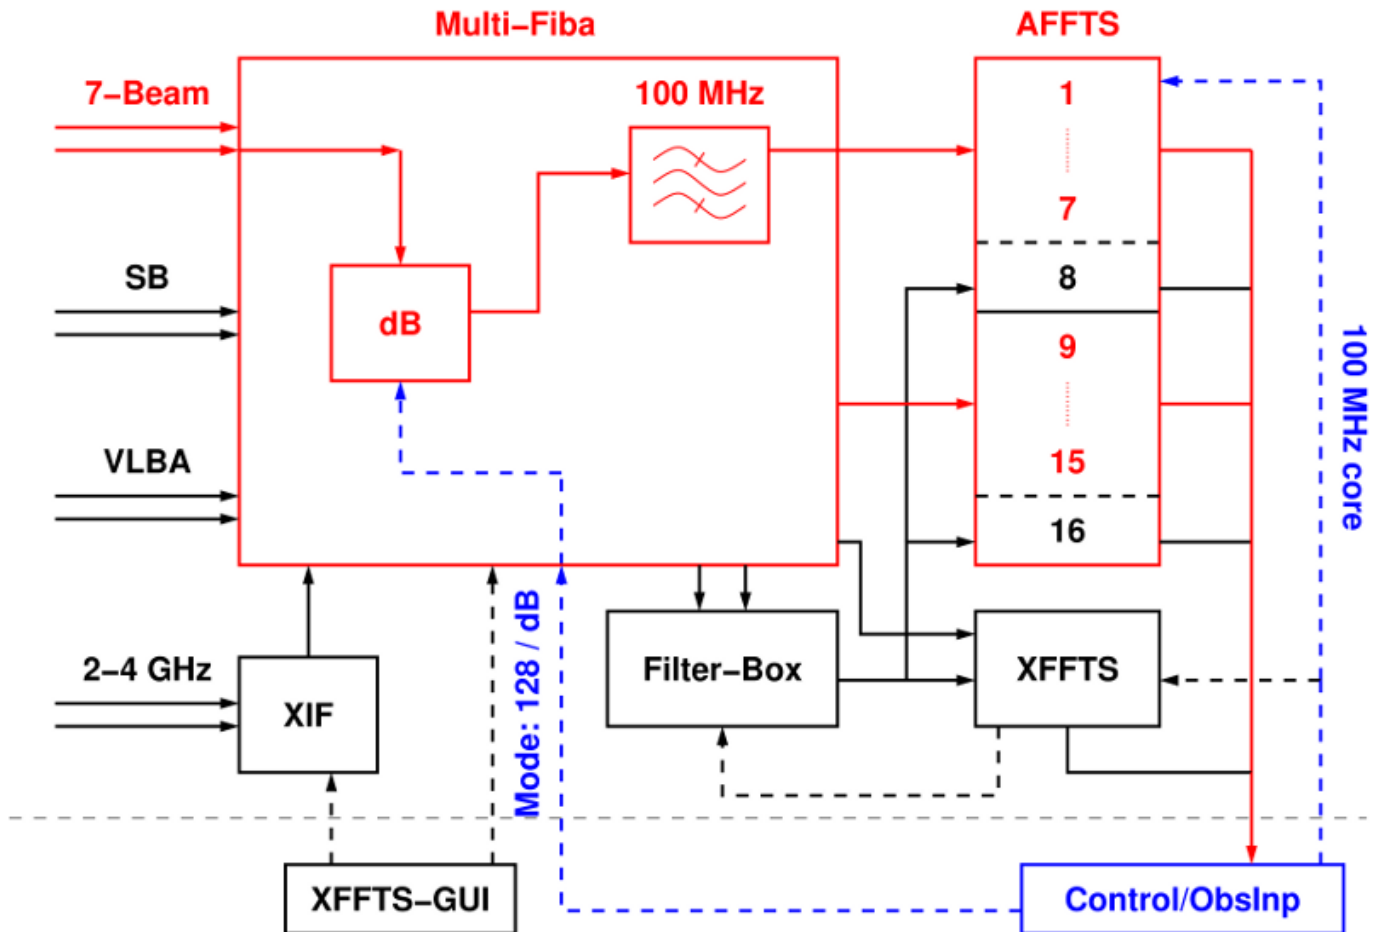 Multi–Fiba
AFFTS
7–Beam
100 MHz
1
7
SB
8
dB
9
100 MHz core
VLBA
15
16
Mode: 128 / dB
2–4 GHz
XIF
Filter–Box
XFFTS
XFFTS–GUI
Control/ObsInp